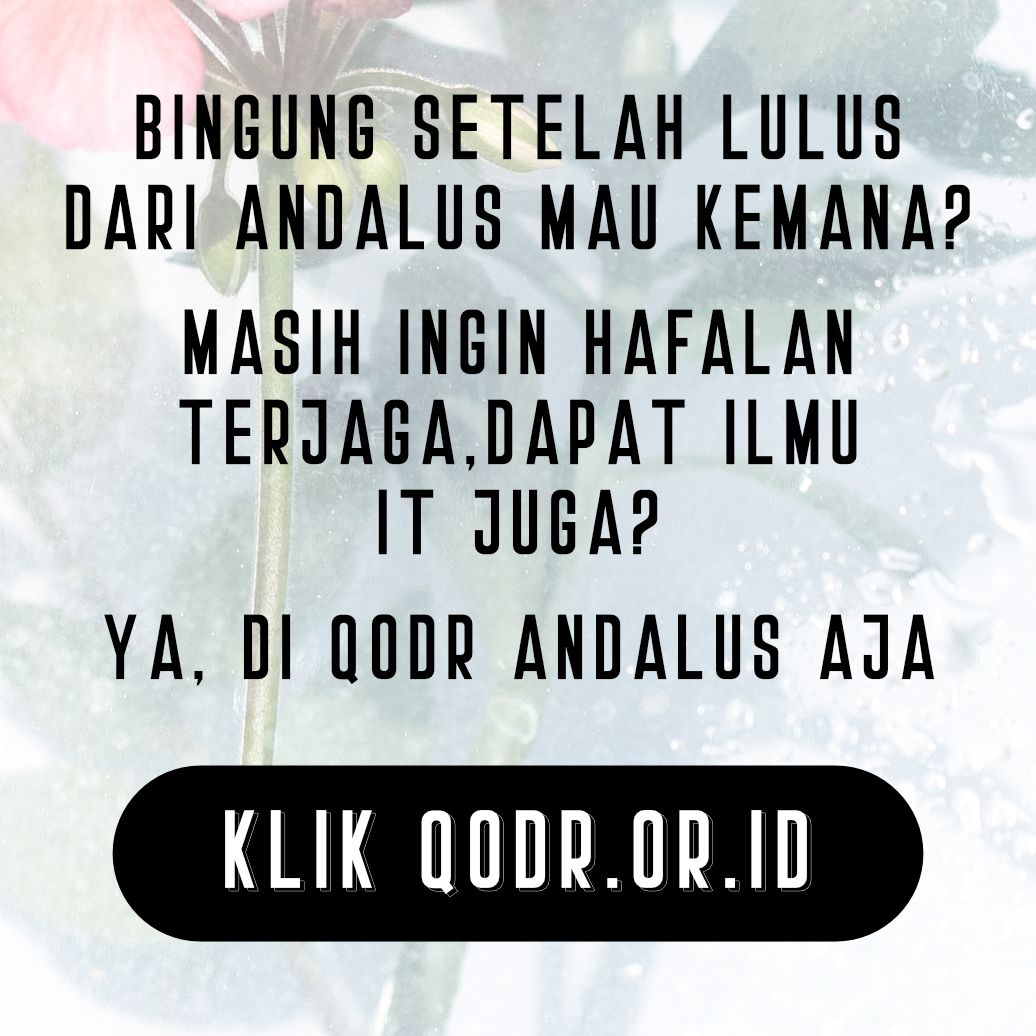 BINGUNG SETELAH LULUS
DARI ANDALUS MAU KEMANA?
MASIH INGIN HAFALAN
TERJAGA,DAPAT ILMU
IT JUGA?
YA, DI QODR ANDALUS AJA
KLIK QODR.OR.ID